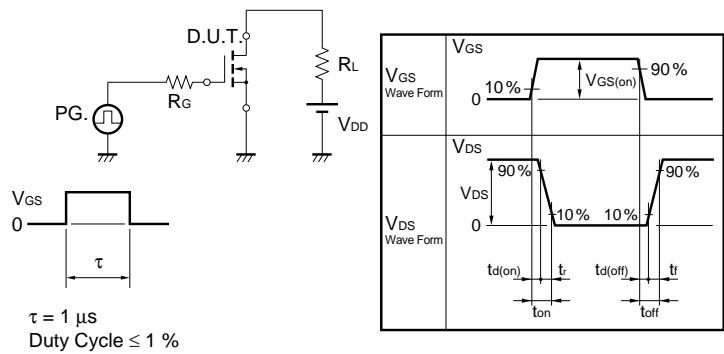 D.U.T.
RL
RG
PG.
VDD
VGS
0
τ
τ = 1 μs
Duty Cycle ≤ 1 %
VGS
Wave Form
VGS
10 %
0
VGS(on)
90 %
VDS
Wave Form
VDS
90 %
VDS
0
10 %
10 %
90 %
td(on)
tr
td(off)
tf
ton
toff